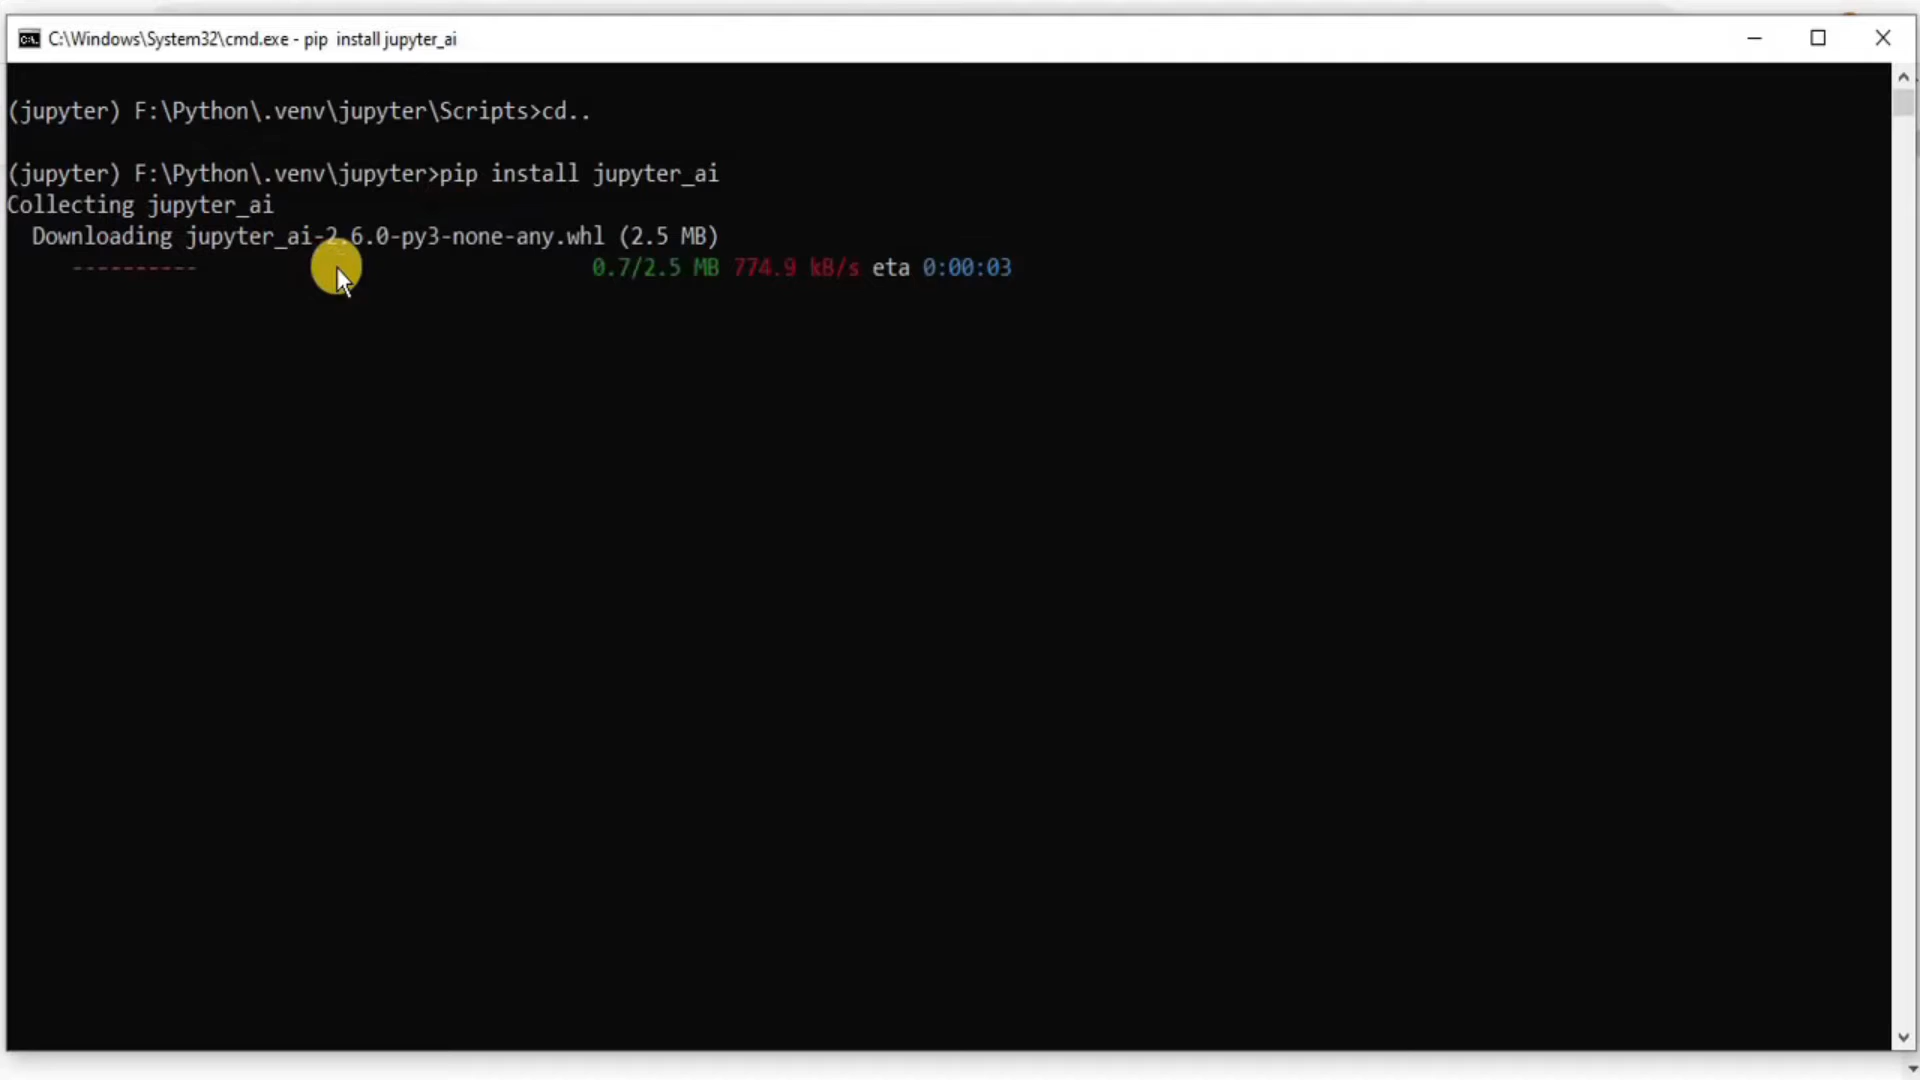 C:\Windows\System32\cmd.exe - pip  install jupyter_ai
(jupyter) F:\Python\.venv\jupyter\Scripts>cd..
(jupyter) F:\Python\.venv\jupyter>pip install jupyter_ai
Collecting jupyter_ai
  Downloading jupyter_ai-2.6.0-py3-none-any.whl (2.5 MB)
     ---------- 0.7/2.5 MB 774.9 kB/s eta 0:00:03